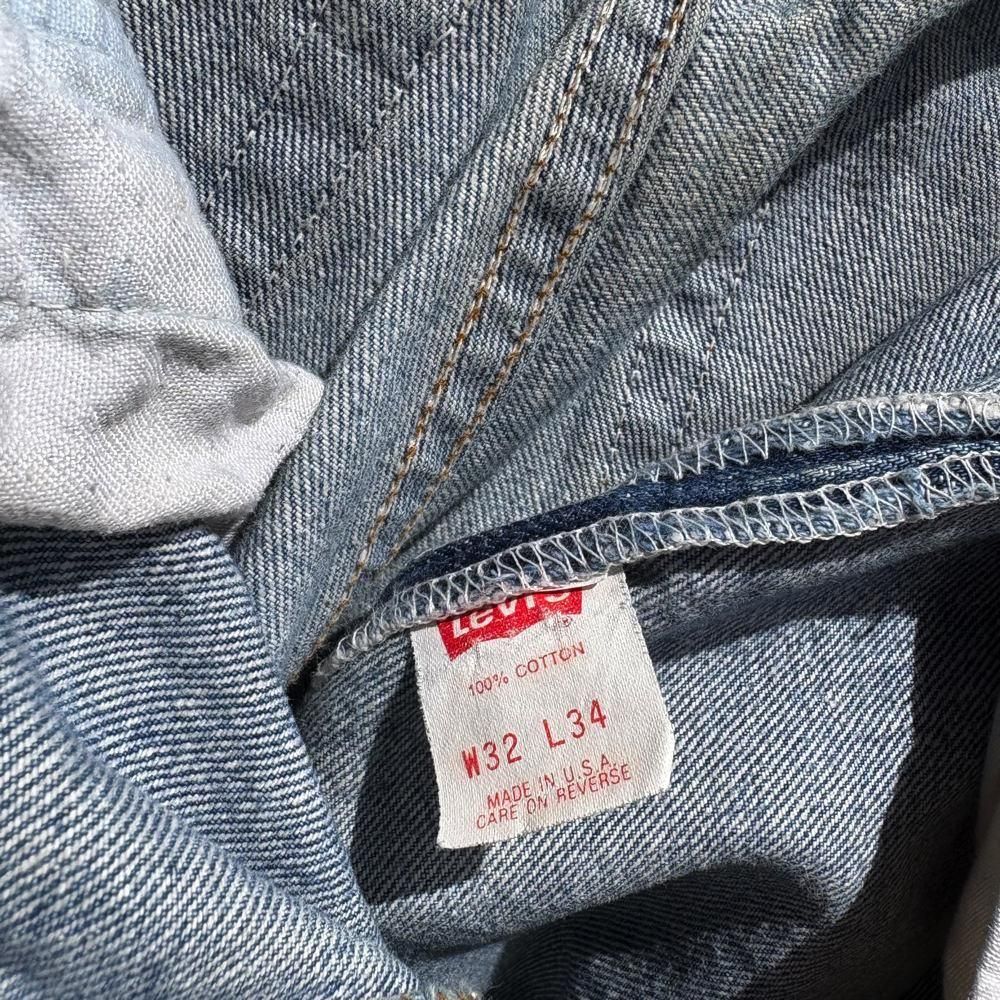 Levi's
®
100% COTTON
W32 L34
MADE IN U.S.A.
CARE ON REVERSE